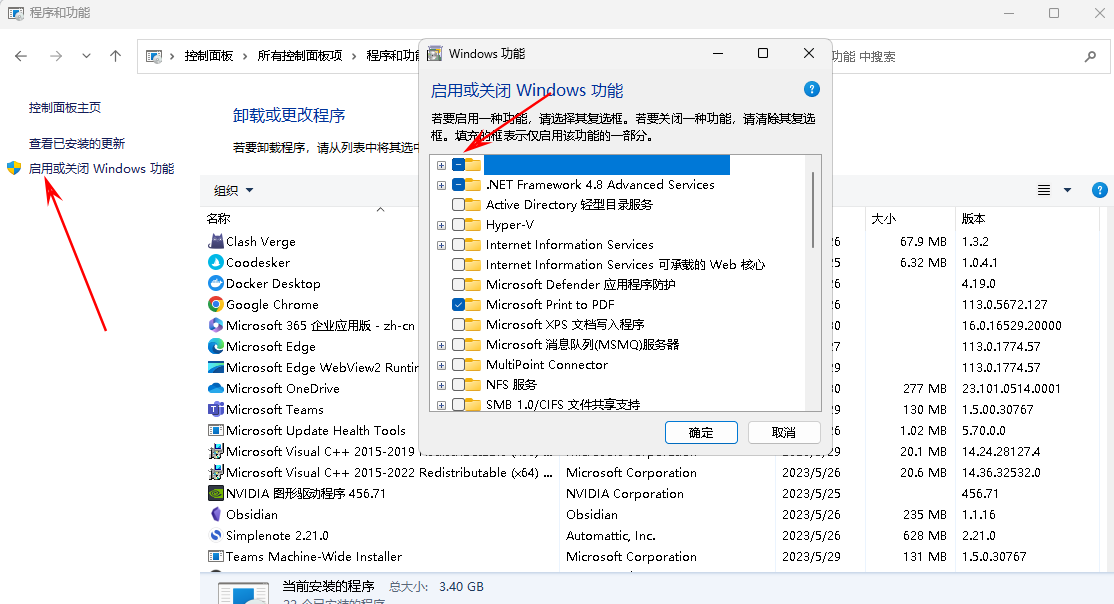 程序和功能
控制面板 › 所有控制面板项 › 程序和功
功能 中搜索
控制面板主页
查看已安装的更新
启用或关闭 Windows 功能
卸载或更改程序
若要卸载程序，请从列表中将其选中
组织
Windows 功能
启用或关闭 Windows 功能
若要启用一种功能，请选择其复选框。若要关闭一种功能，请清除其复选
框。填充的框表示仅启用该功能的一部分。
.NET Framework 4.8 Advanced Services
Active Directory 轻型目录服务
Hyper-V
Internet Information Services
Internet Information Services 可承载的 Web 核心
Microsoft Defender 应用程序防护
Microsoft Print to PDF
Microsoft XPS 文档写入程序
Microsoft 消息队列(MSMQ)服务器
MultiPoint Connector
NFS 服务
SMB 1.0/CIFS 文件共享支持
确定 取消
名称 大小 版本
Clash Verge 26 67.9 MB 1.3.2
Coodesker 25 6.32 MB 1.0.4.1
Docker Desktop 26 4.19.0
Google Chrome 26 113.0.5672.127
Microsoft 365 企业应用版 - zh-cn 30 16.0.16529.20000
Microsoft Edge 27 113.0.1774.57
Microsoft Edge WebView2 Runtin 29 113.0.1774.57
Microsoft OneDrive 30 277 MB 23.101.0514.0001
Microsoft Teams 29 130 MB 1.5.00.30767
Microsoft Update Health Tools 26 1.02 MB 5.70.0.0
Microsoft Visual C++ 2015-2019 Redistributable (x64) ... Microsoft Corporation 20.1 MB 14.24.28127.4
Microsoft Visual C++ 2015-2022 Redistributable (x64) ... Microsoft Corporation 2023/5/26 20.6 MB 14.36.32532.0
NVIDIA 图形驱动程序 456.71 NVIDIA Corporation 2023/5/25 456.71
Obsidian Obsidian 2023/5/26 235 MB 1.1.16
Simplenote 2.21.0 Automattic, Inc. 2023/5/26 628 MB 2.21.0
Teams Machine-Wide Installer Microsoft Corporation 2023/5/29 131 MB 1.5.0.30767
当前安装的程序 总大小: 3.40 GB